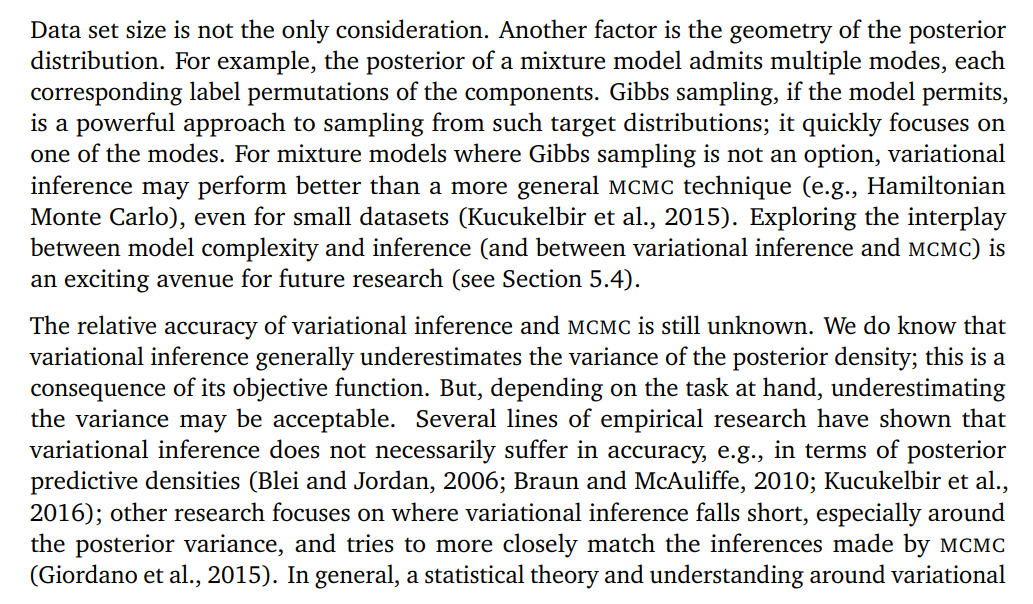 Data set size is not the only consideration. Another factor is the geometry of the posterior
distribution. For example, the posterior of a mixture model admits multiple modes, each
corresponding label permutations of the components. Gibbs sampling, if the model permits,
is a powerful approach to sampling from such target distributions; it quickly focuses on
one of the modes. For mixture models where Gibbs sampling is not an option, variational
inference may perform better than a more general MCMC technique (e.g., Hamiltonian
Monte Carlo), even for small datasets (Kucukelbir et al., 2015). Exploring the interplay
between model complexity and inference (and between variational inference and MCMC) is
an exciting avenue for future research (see Section 5.4).
The relative accuracy of variational inference and MCMC is still unknown. We do know that
variational inference generally underestimates the variance of the posterior density; this is a
consequence of its objective function. But, depending on the task at hand, underestimating
the variance may be acceptable. Several lines of empirical research have shown that
variational inference does not necessarily suffer in accuracy, e.g., in terms of posterior
predictive densities (Blei and Jordan, 2006; Braun and McAuliffe, 2010; Kucukelbir et al.,
2016); other research focuses on where variational inference falls short, especially around
the posterior variance, and tries to more closely match the inferences made by MCMC
(Giordano et al., 2015). In general, a statistical theory and understanding around variational